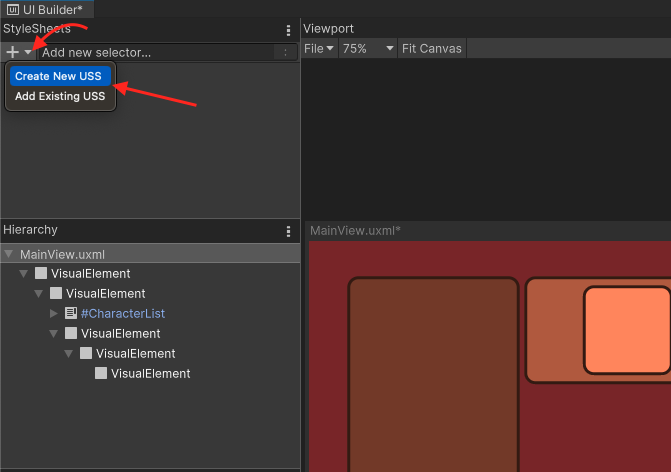 UI Builder*
StyleSheets
Add new selector...
Create New USS
Add Existing USS
Viewport
File 75% Fit Canvas
Hierarchy
MainView.uxml
VisualElement
VisualElement
#CharacterList
VisualElement
VisualElement
VisualElement
MainView.uxml*